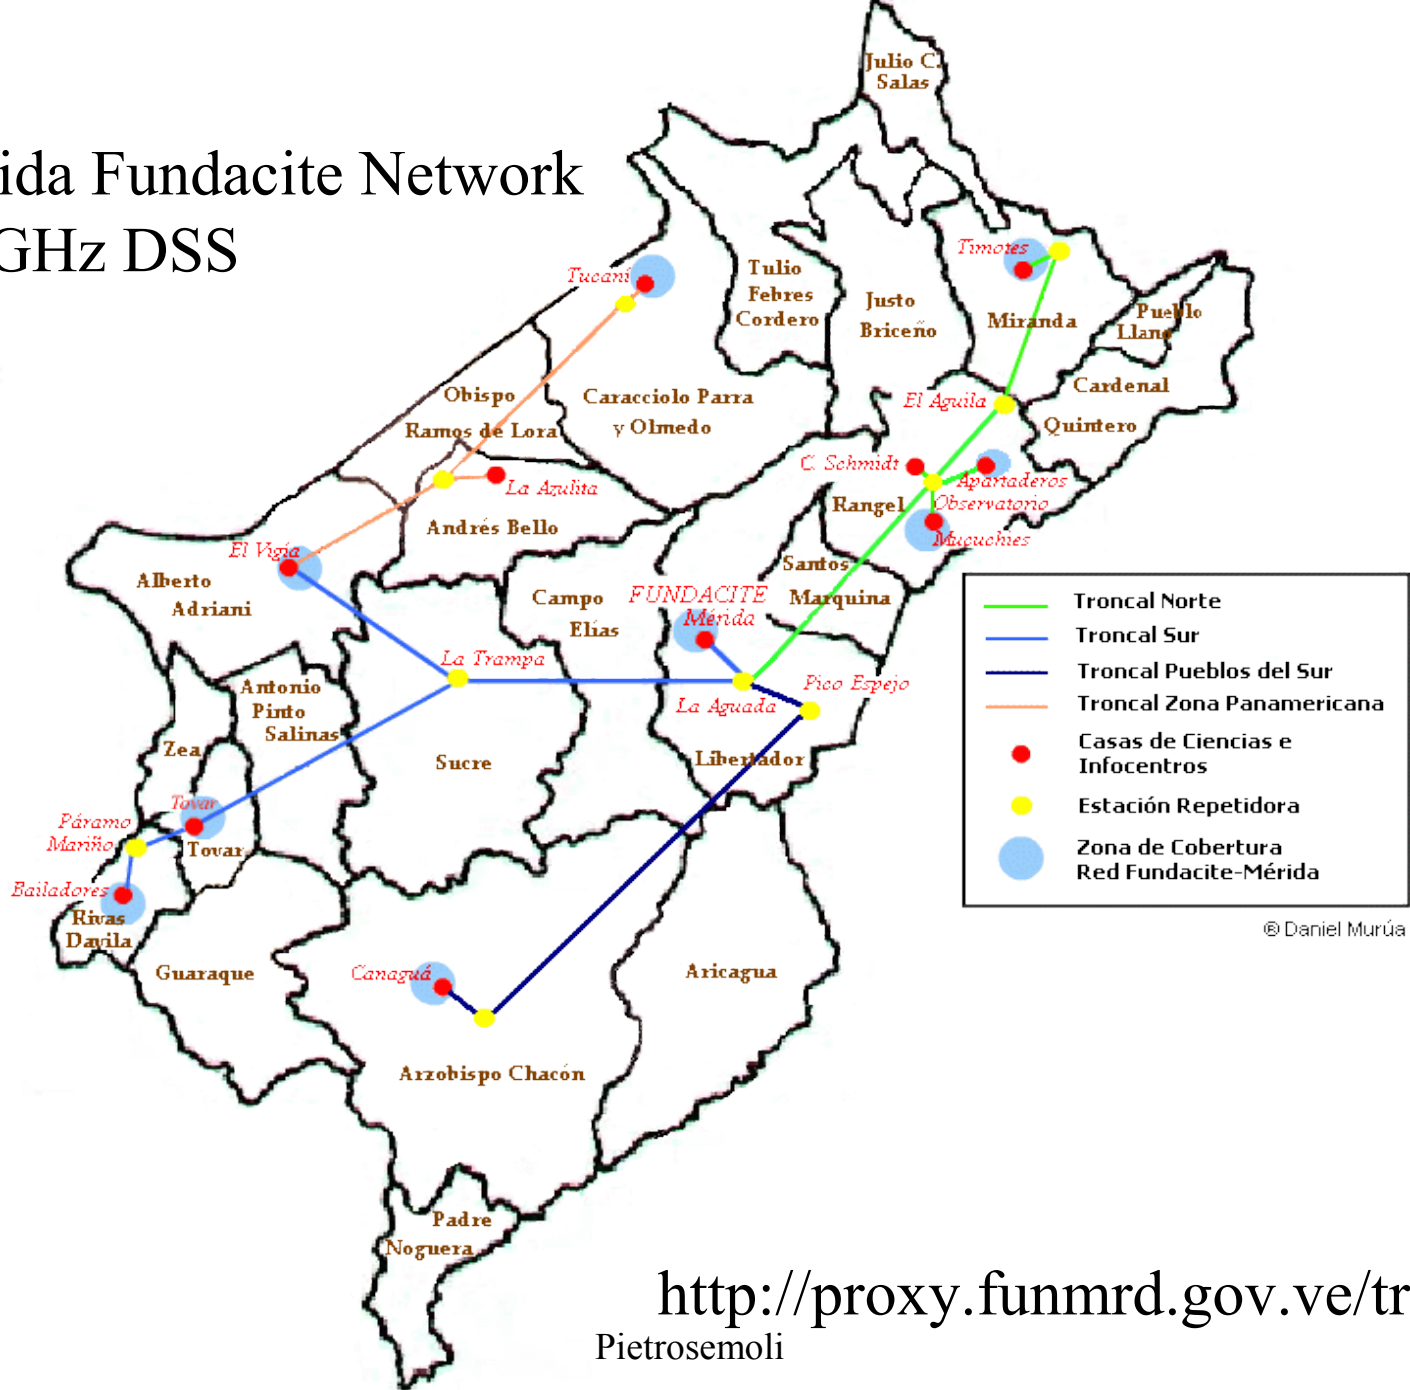 ida Fundacite Network
GHz DSS
Julio C.
Salas
Timotes
Tucaní
Tulio
Febres
Cordero
Justo
Briceño
Miranda
Pueblo
Llano
Cardenal
Quintero
Obispo
Ramos de Lora
Caracciolo Parra
y Olmedo
El Aguila
C. Schmidt
Apartaderos
Observatorio
Rangel
Mucuchies
La Azulita
Andrés Bello
El Vigía
Alberto
Adriani
Santos
Marquina
Campo
Elías
FUNDACITE
Mérida
La Trampa
La Aguada
Pico Espejo
Antonio
Pinto
Salinas
Zea
Sucre
Libertador
Tovar
Tovar
Páramo
Mariño
Bailadores
Rivas
Davila
Guaraque
Canaguá
Aricagua
Arzobispo Chacón
Padre
Noguera
Troncal Norte
Troncal Sur
Troncal Pueblos del Sur
Troncal Zona Panamericana
Casas de Ciencias e
Infocentros
Estación Repetidora
Zona de Cobertura
Red Fundacite-Mérida
® Daniel Murúa
http://proxy.funmrd.gov.ve/tr
Pietrosemoli